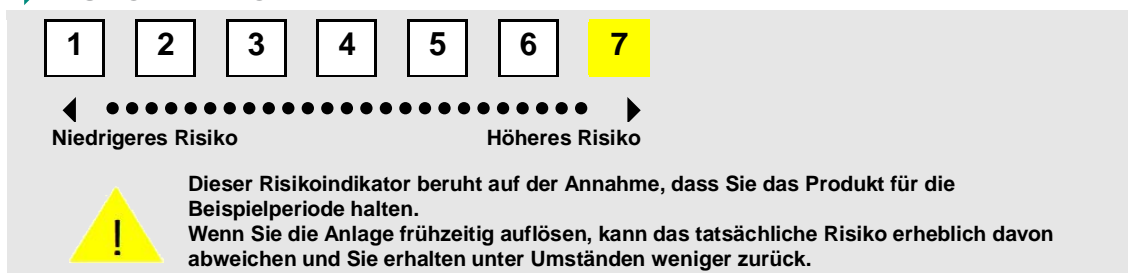 1 2 3 4 5 6 7
Niedrigeres Risiko Höheres Risiko
Dieser Risikoindikator beruht auf der Annahme, dass Sie das Produkt für die
Beispielperiode halten.
! Wenn Sie die Anlage frühzeitig auflösen, kann das tatsächliche Risiko erheblich davon
abweichen und Sie erhalten unter Umständen weniger zurück.